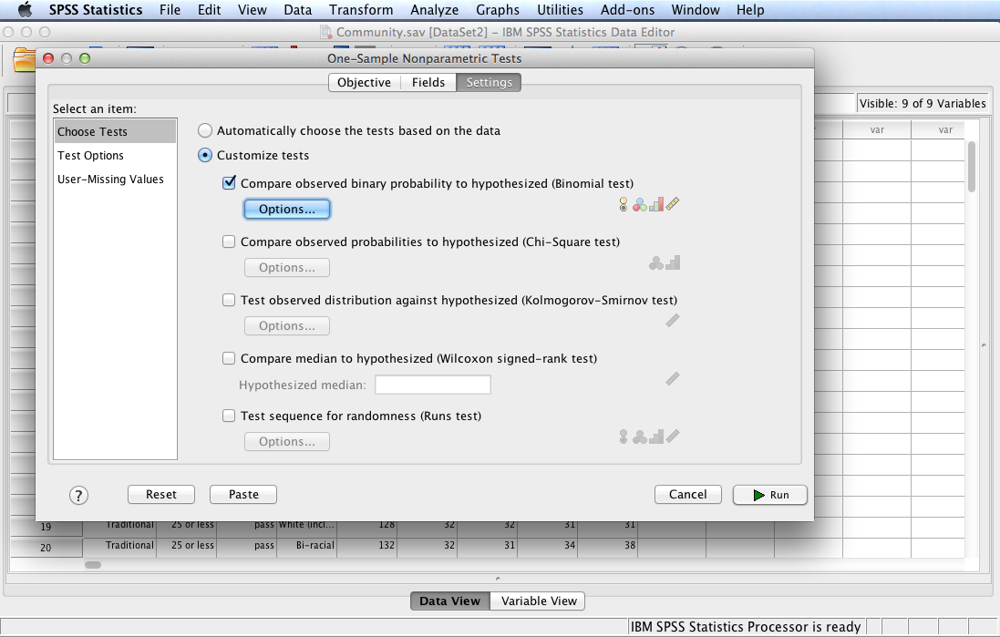 SPSS Statistics File Edit View Data Transform Analyze Graphs Utilities Add-ons Window Help
Community.sav [DataSet2] – IBM SPSS Statistics Data Editor
One-Sample Nonparametric Tests
Objective Fields Settings
Visible: 9 of 9 Variables
Select an item:
Choose Tests
Test Options
User-Missing Values
var var
Automatically choose the tests based on the data
Customize tests
Compare observed binary probability to hypothesized (Binomial test)
Options...
Compare observed probabilities to hypothesized (Chi-Square test)
Options...
Test observed distribution against hypothesized (Kolmogorov-Smirnov test)
Options...
Compare median to hypothesized (Wilcoxon signed-rank test)
Hypothesized median:
Test sequence for randomness (Runs test)
Options...
? Reset Paste Cancel Run
19 Traditional 25 or less pass White (incl... 128 32 32 31 31
20 Traditional 25 or less pass Bi-racial 132 32 31 34 38
Data View Variable View
IBM SPSS Statistics Processor is ready